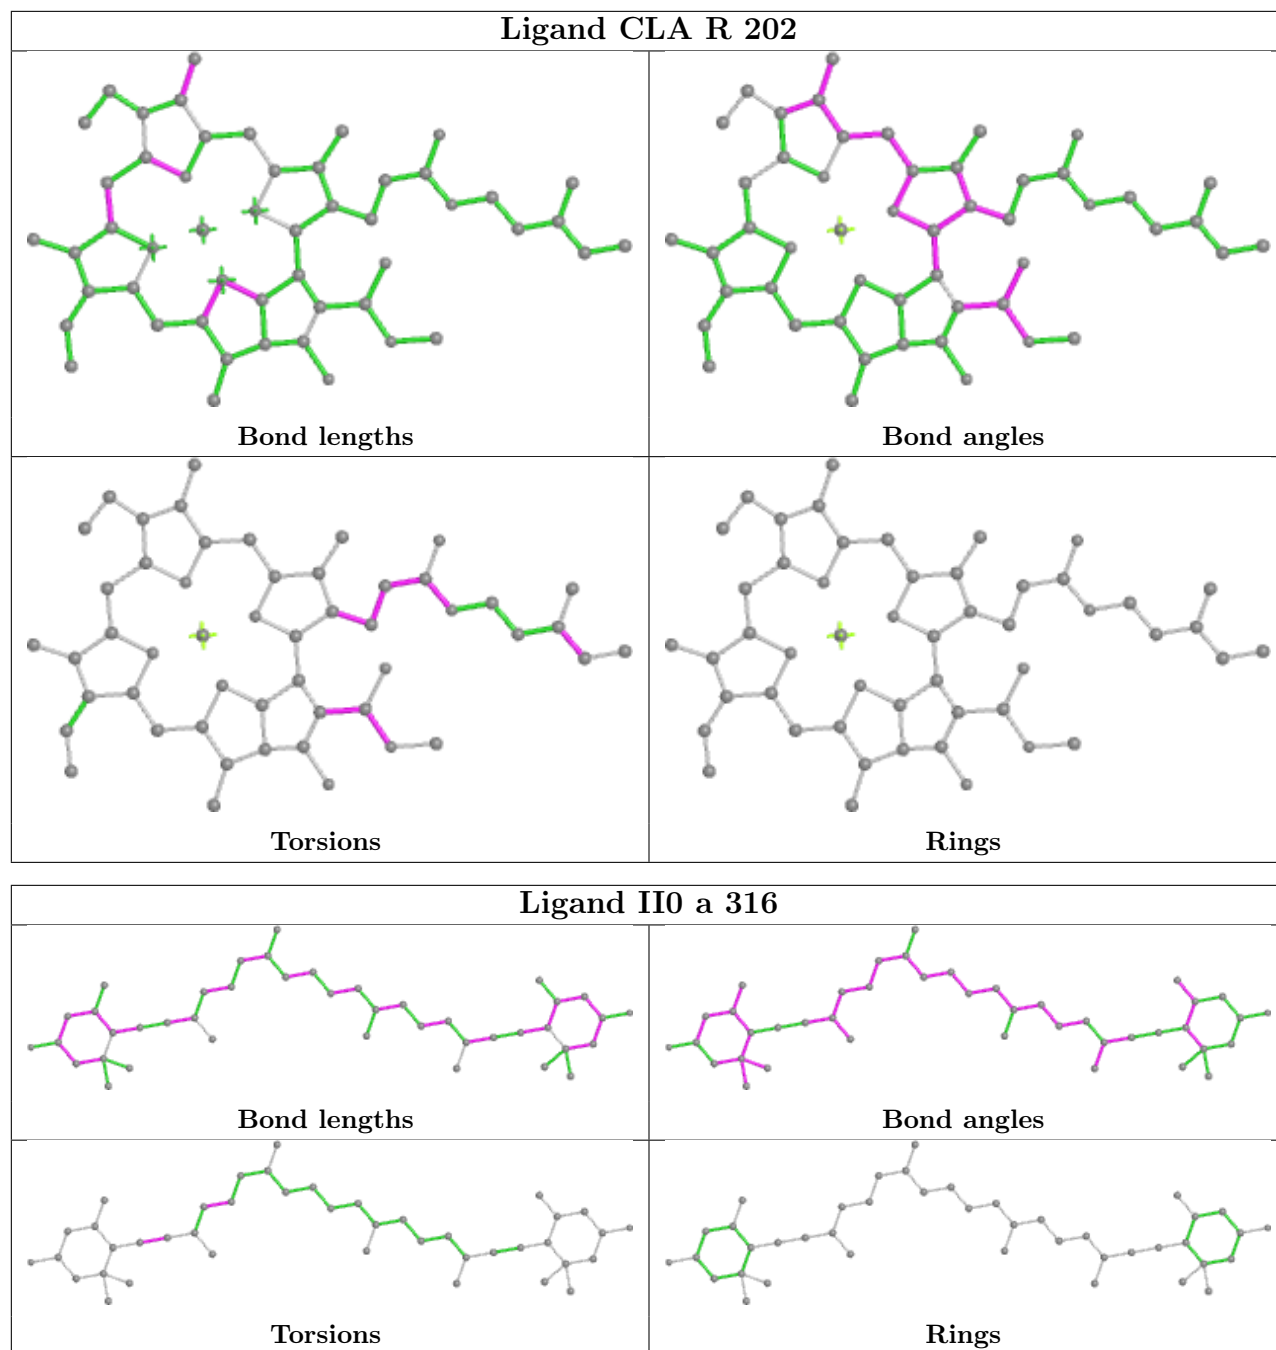 Ligand CLA R 202
Bond lengths
Bond angles
Torsions
Rings
Ligand II0 a 316
Bond lengths
Bond angles
Torsions
Rings